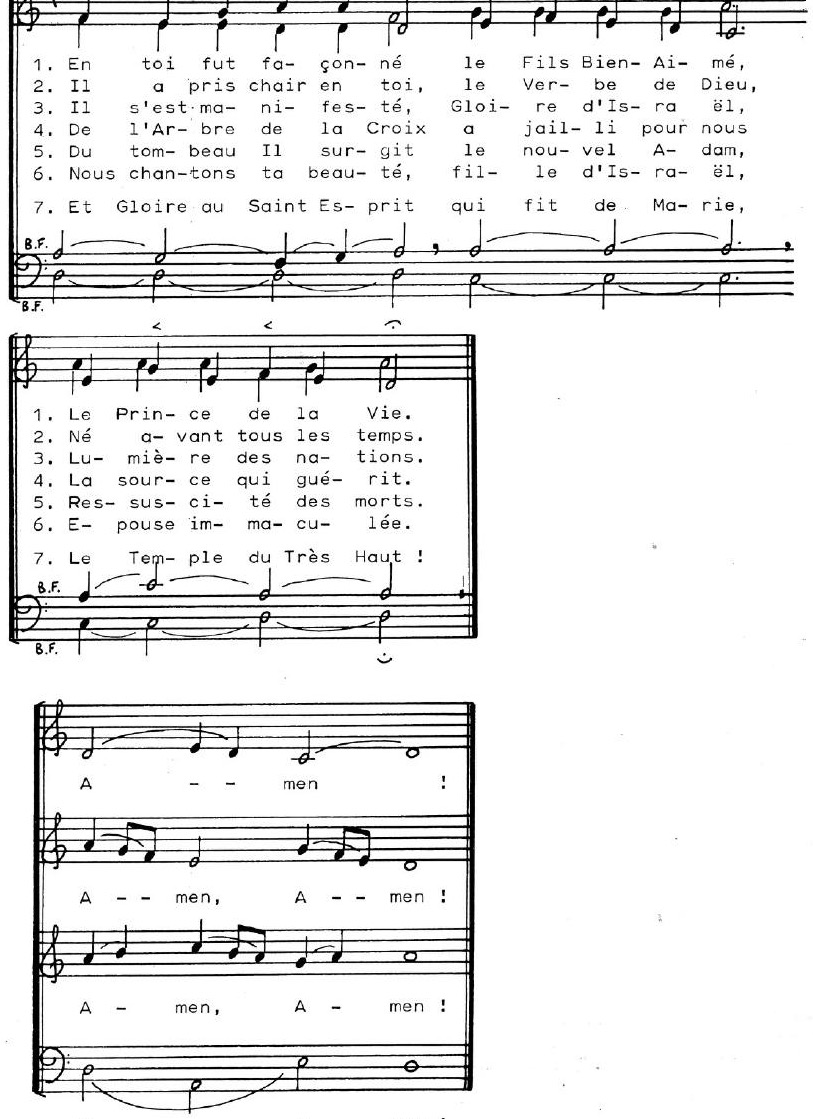 1. En toi fut fa- çon- né le Fils Bien- Ai- mé,
2. Il a pris chair en toi, le Ver- be de Dieu,
3. Il s'est ma- ni- fes- té, Gloi- re d'Is- ra ël,
4. De l'Ar- bre de la Croix a jail- li pour nous
5. Du tom- beau Il sur- git le nou- vel A- dam,
6. Nous chan-tons ta beau- té, fil- le d'Is- ra- ël,
7. Et Gloire au Saint Es- prit qui fit de Ma- rie,
B.F.
B.F.
1. Le Prin- ce de la Vie.
2. Né a- vant tous les temps.
3. Lu- miè- re des na- tions.
4. La sour- ce qui gué- rit.
5. Res- sus- ci- té des morts.
6. E- pouse im- ma- cu- lée.
7. Le Tem- ple du Très Haut !
B.F.
B.F.
A - - men !
A - - men, A - - men !
A - men, A - men !